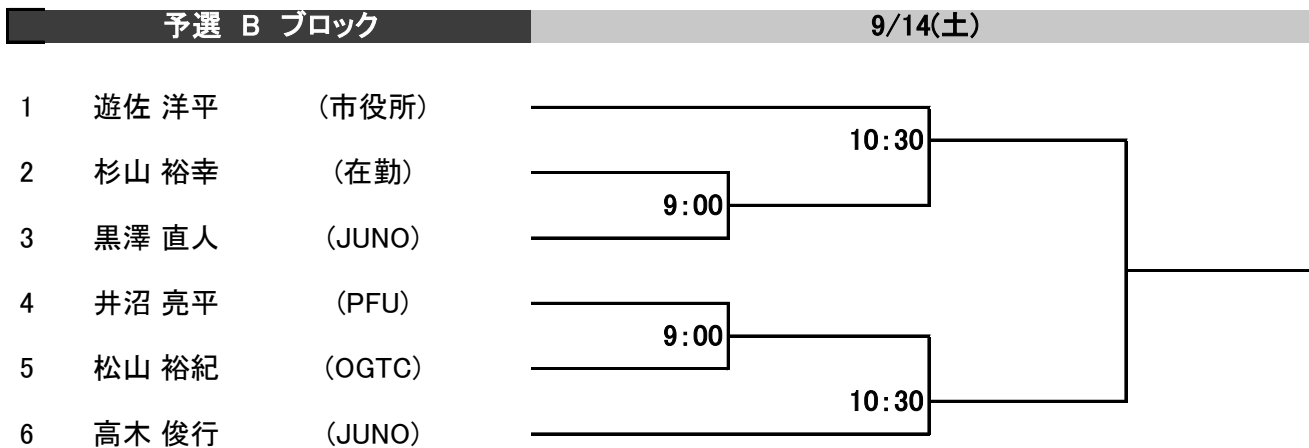 予選 B ブロック 9/14(土)
1 遊佐 洋平 (市役所)
10:30
2 杉山 裕幸 (在勤)
9:00
3 黒澤 直人 (JUNO)
4 井沼 亮平 (PFU)
9:00
5 松山 裕紀 (OGTC)
10:30
6 高木 俊行 (JUNO)